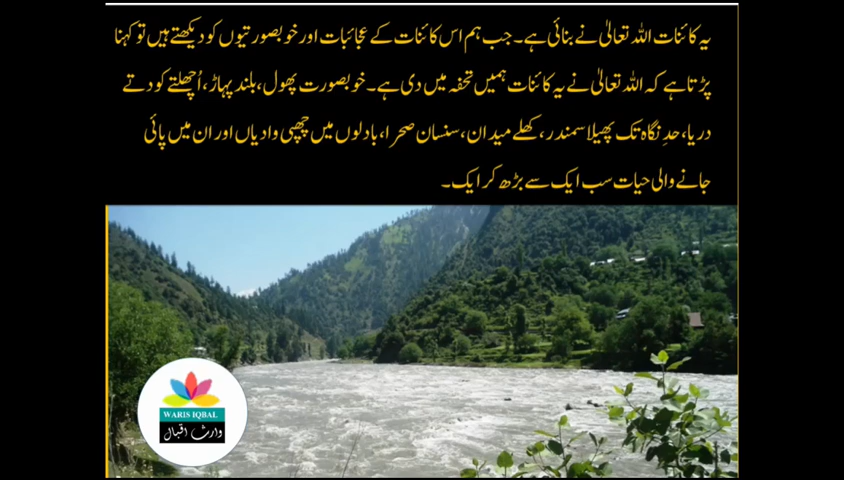 یہ کائنات اللہ تعالیٰ نے بنائی ہے۔ جب ہم اس کائنات کے عجائبات اور خوبصورتیوں کو دیکھتے ہیں تو کہنا
پڑتا ہے کہ اللہ تعالیٰ نے یہ کائنات ہمیں تحفہ میں دی ہے۔ خوبصورت پھول، بلند پہاڑ، اُچھلتے کودتے
دریا، حدِ نگاہ تک پھیلا سمندر، کھلے میدان، سنسان صحرا، بادلوں میں چھپی وادیاں اور ان میں پائی
جانے والی حیات سب ایک سے بڑھ کر ایک۔
WARIS IQBAL
وارث اقبال